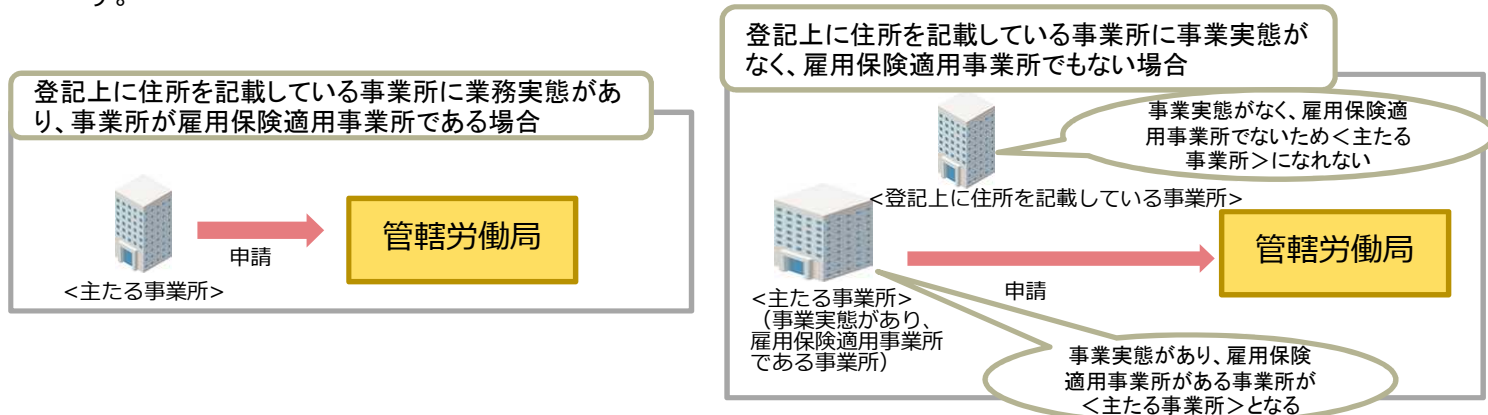 す。
登記上に住所を記載している事業所に業務実態があ
り、事業所が雇用保険適用事業所である場合
申請
管轄労働局
<主たる事業所>
登記上に住所を記載している事業所に事業実態が
なく、雇用保険適用事業所でもない場合
事業実態がなく、雇用保険適
用事業所でないため<主たる
事業所>になれない
<登記上に住所を記載している事業所>
管轄労働局
申請
<主たる事業所>
(事業実態があり、
雇用保険適用事業所
である事業所)
事業実態があり、雇用保険
適用事業所がある事業所が
<主たる事業所>となる